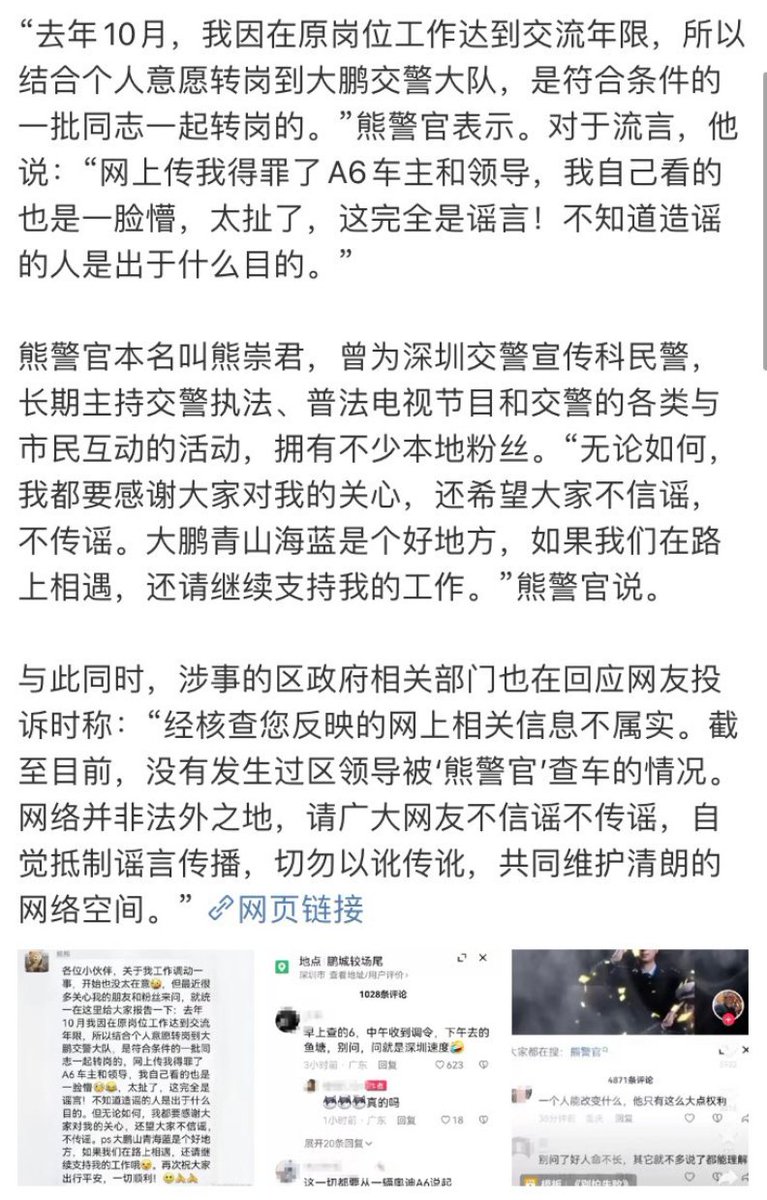 “去年10月，我因在原岗位工作达到交流年限，所以
结合个人意愿转岗到大鹏交警大队，是符合条件的
一批同志一起转岗的。”熊警官表示。对于流言，他
说：“网上传我得罪了A6车主和领导，我自己看的
也是一脸懵，太扯了，这完全是谣言！不知道造谣
的人是出于什么目的。”
熊警官本名叫熊崇君，曾为深圳交警宣传科民警，
长期主持交警执法、普法电视节目和交警的各类与
市民互动的活动，拥有不少本地粉丝。“无论如何，
我都要感谢大家对我的关心，还希望大家不信谣，
不传谣。大鹏青山海蓝是个好地方，如果我们在路
上相遇，还请继续支持我的工作。”熊警官说。
与此同时，涉事的区政府相关部门也在回应网友投
诉时称：“经核查您反映的网上相关信息不属实。截
至目前，没有发生过区领导被‘熊警官’查车的情况。
网络并非法外之地，请广大网友不信谣不传谣，自
觉抵制谣言传播，切勿以讹传讹，共同维护清朗的
网络空间。” 网页链接
各位小伙伴，关于我工作调动一
事，开始也没太在意，但最近很
多关心我的朋友和粉丝来问，就统
一在这里给大家报告一下：去年
10月我因在原岗位工作达到交流
年限，所以结合个人意愿转岗到大
鹏交警大队，是符合条件的一批同
志一起转岗的，网上传我得罪了
A6车主和领导，我自己看的也是
一脸懵，太扯了，这完全是
谣言！不知道造谣的人是出于什么
目的。但无论如何，我都要感谢大
家对我的关心，还望大家不信谣，
不传谣。ps大鹏山青海蓝是个好地
方，如果我们在路上相遇，还请继
续支持我的工作哦，再次祝大家
出行平安，一切顺利！
地点 鹏城较场尾
深圳市 查看地址/用户评价›
1028条评论
早上查的6，中午收到调令，下午去的
鱼塘，别问，问就是深圳速度
3小时前·广东 回复 623
真的吗
1小时前·广东 回复 18
展开20条回复
这一切都要从一辆奥迪A6说起
大家都在搜：熊警官
4871条评论
一个人能改变什么，他只有这么大点权利
回复
别问了好人命不长，其它就不多说了都能理解